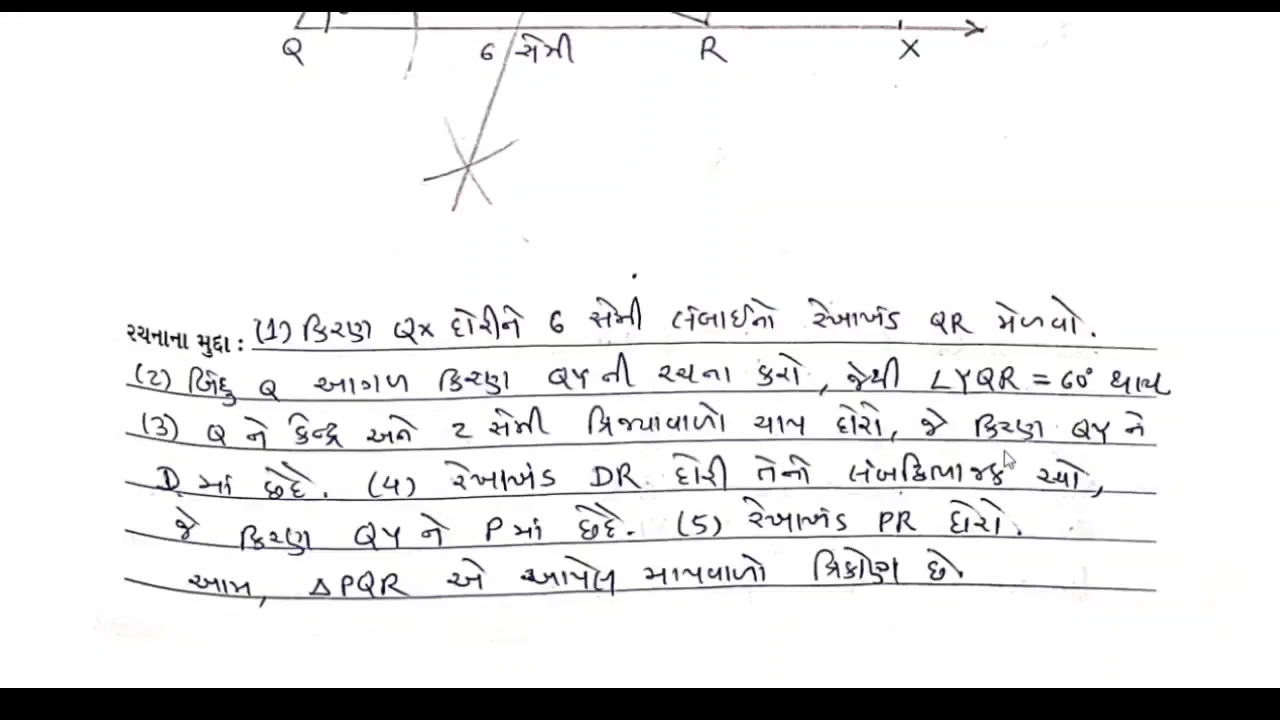 Q 6 સેમી R X
રચનાના મુદ્દા : (1) કિરણ QX દોરીને 6 સેમી લંબાઈનો રેખાખંડ QR મેળવો.
(2) બિંદુ Q આગળ કિરણ QY ની રચના કરો, જેથી ∠YQR = 60° થાય
(3) Q ને કેન્દ્ર અને 2 સેમી ત્રિજ્યાવાળો ચાપ દોરો, જે કિરણ QY ને
D માં છેદે. (4) રેખાખંડ DR દોરી તેનો લંબદ્વિભાજક રચો,
જે કિરણ QY ને P માં છેદે. (5) રેખાખંડ PR દોરો.
આમ, △PQR એ આપેલ માપવાળો ત્રિકોણ છે.